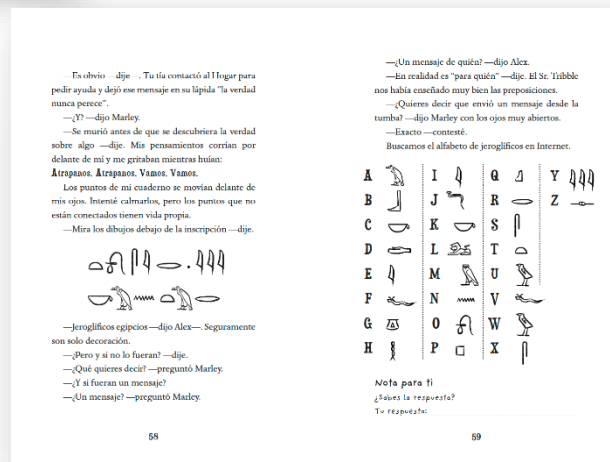 —Es obvio —dije—. Tu tía contactó al Hogar para
pedir ayuda y dejó ese mensaje en su lápida "la verdad
nunca perece".
—¿Y? —dijo Marley.
—Se murió antes de que se descubriera la verdad
sobre algo —dije. Mis pensamientos corrían por
delante de mí y me gritaban mientras huían:
Atrápanos. Atrápanos, Vamos, Vamos.
Los puntos de mi cuaderno se movían delante de
mis ojos. Intenté calmarlos, pero los puntos que no
están conectados tienen vida propia.
—Mira los dibujos debajo de la inscripción —dije.
—Jeroglíficos egipcios —dijo Alex—. Seguramente
son solo decoración.
—¿Pero y si no lo fueran? —dije.
—¿Qué quieres decir? —preguntó Marley.
—¿Y si fueran un mensaje?
—¿Un mensaje? —preguntó Marley.
58
—¿Un mensaje de quién? —dijo Alex.
—En realidad es "para quién" —dije. El Sr. Tribble
nos había enseñado muy bien las preposiciones.
—¿Quieres decir que envió un mensaje desde la
tumba? —dijo Marley con los ojos muy abiertos.
—Exacto —contesté.
Buscamos el alfabeto de jeroglíficos en Internet.
A I Q Y
B J R Z
C K S
D L T
E M U
F N V
G O W
H P X
Nota para ti
¿Sabes la respuesta?
Tu respuesta:
59